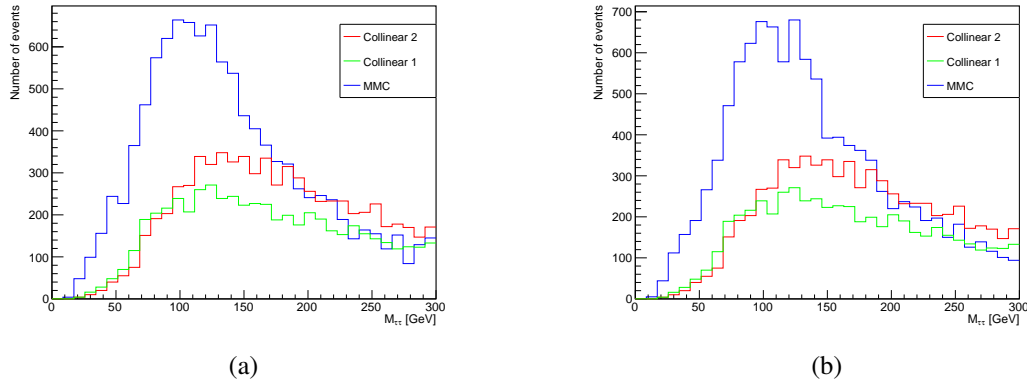 Number of events
600
500
400
300
200
100
0
0 50 100 150 200 250 300
M_ττ [GeV]
Collinear 2
Collinear 1
MMC
(a)
Number of events
700
600
500
400
300
200
100
0
0 50 100 150 200 250 300
M_ττ [GeV]
Collinear 2
Collinear 1
MMC
(b)